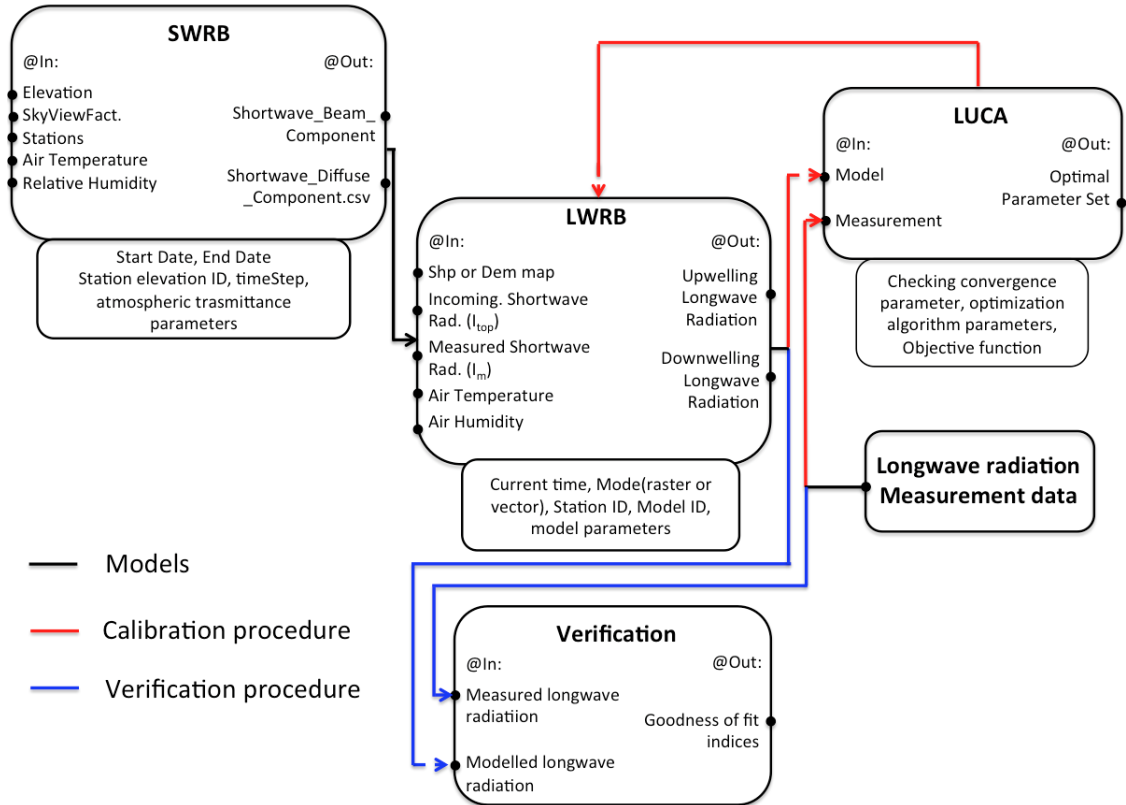 SWRB
@In:
@Out:
Elevation
SkyViewFact.
Stations
Air Temperature
Relative Humidity
Shortwave_Beam_
Component
Shortwave_Diffuse
_Component.csv
Start Date, End Date
Station elevation ID, timeStep,
atmospheric trasmittance
parameters
LWRB
@In:
@Out:
Shp or Dem map
Incoming. Shortwave
Rad. (I_top)
Measured Shortwave
Rad. (I_m)
Air Temperature
Air Humidity
Upwelling
Longwave
Radiation
Downwelling
Longwave
Radiation
Current time, Mode(raster or
vector), Station ID, Model ID,
model parameters
LUCA
@In:
@Out:
Model
Measurement
Optimal
Parameter Set
Checking convergence
parameter, optimization
algorithm parameters,
Objective function
Longwave radiation
Measurement data
Models
Calibration procedure
Verification procedure
Verification
@In:
@Out:
Measured longwave
radiatiion
Modelled longwave
radiation
Goodness of fit
indices